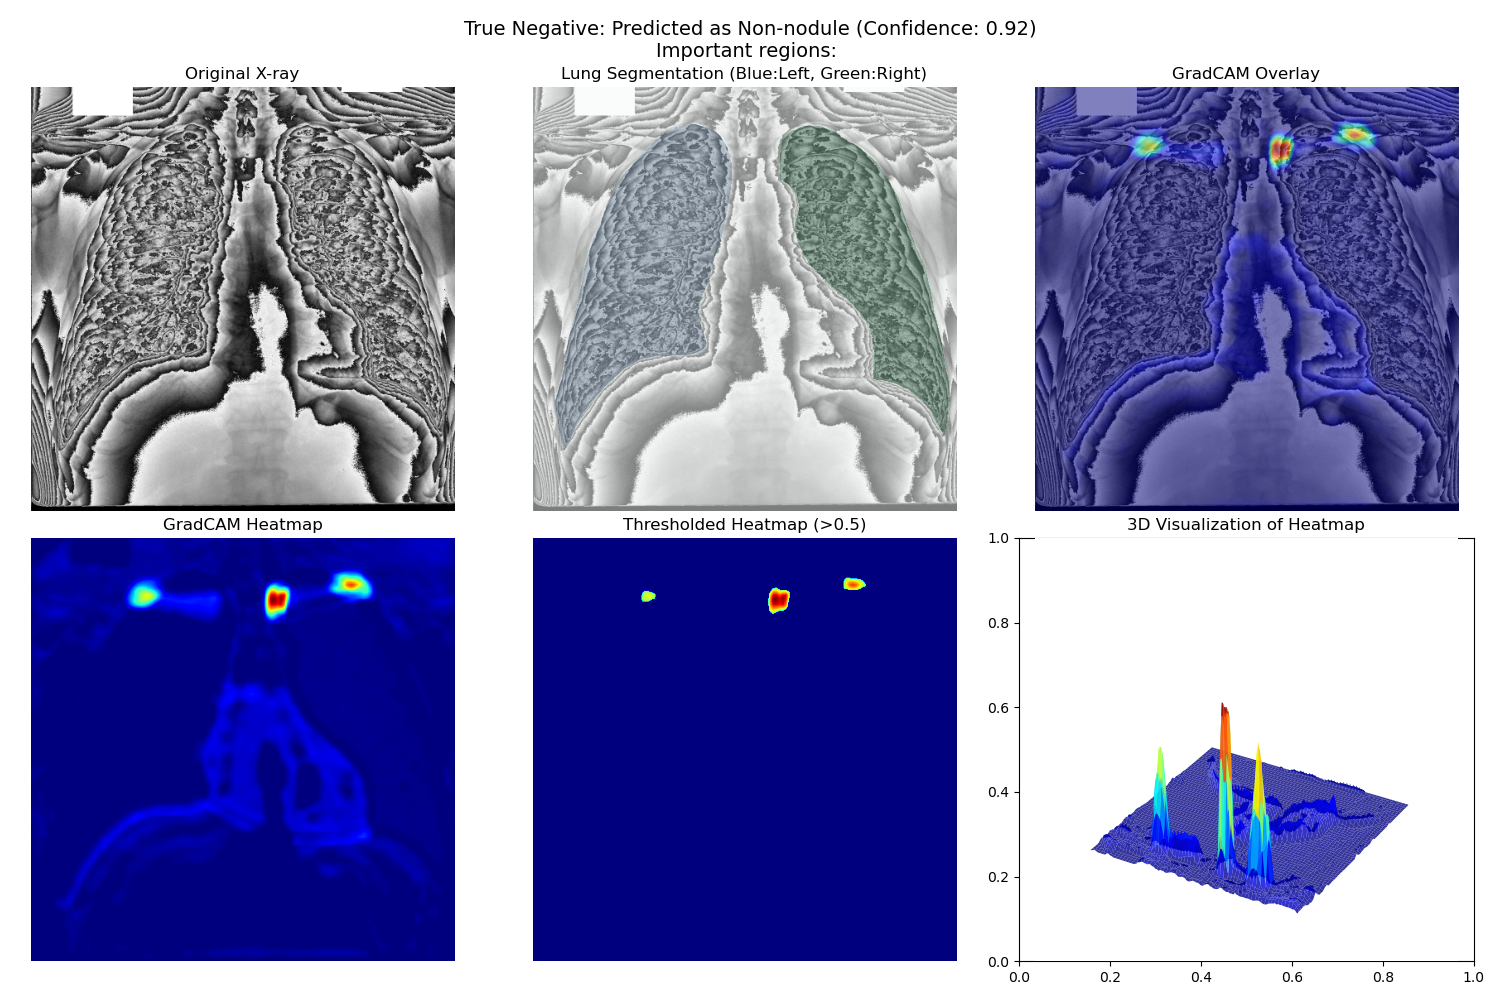 True Negative: Predicted as Non-nodule (Confidence: 0.92)
Important regions:
Original X-ray
Lung Segmentation (Blue:Left, Green:Right)
GradCAM Overlay
GradCAM Heatmap
Thresholded Heatmap (>0.5)
3D Visualization of Heatmap
1.0
0.8
0.6
0.4
0.2
0.0
0.0 0.2 0.4 0.6 0.8 1.0